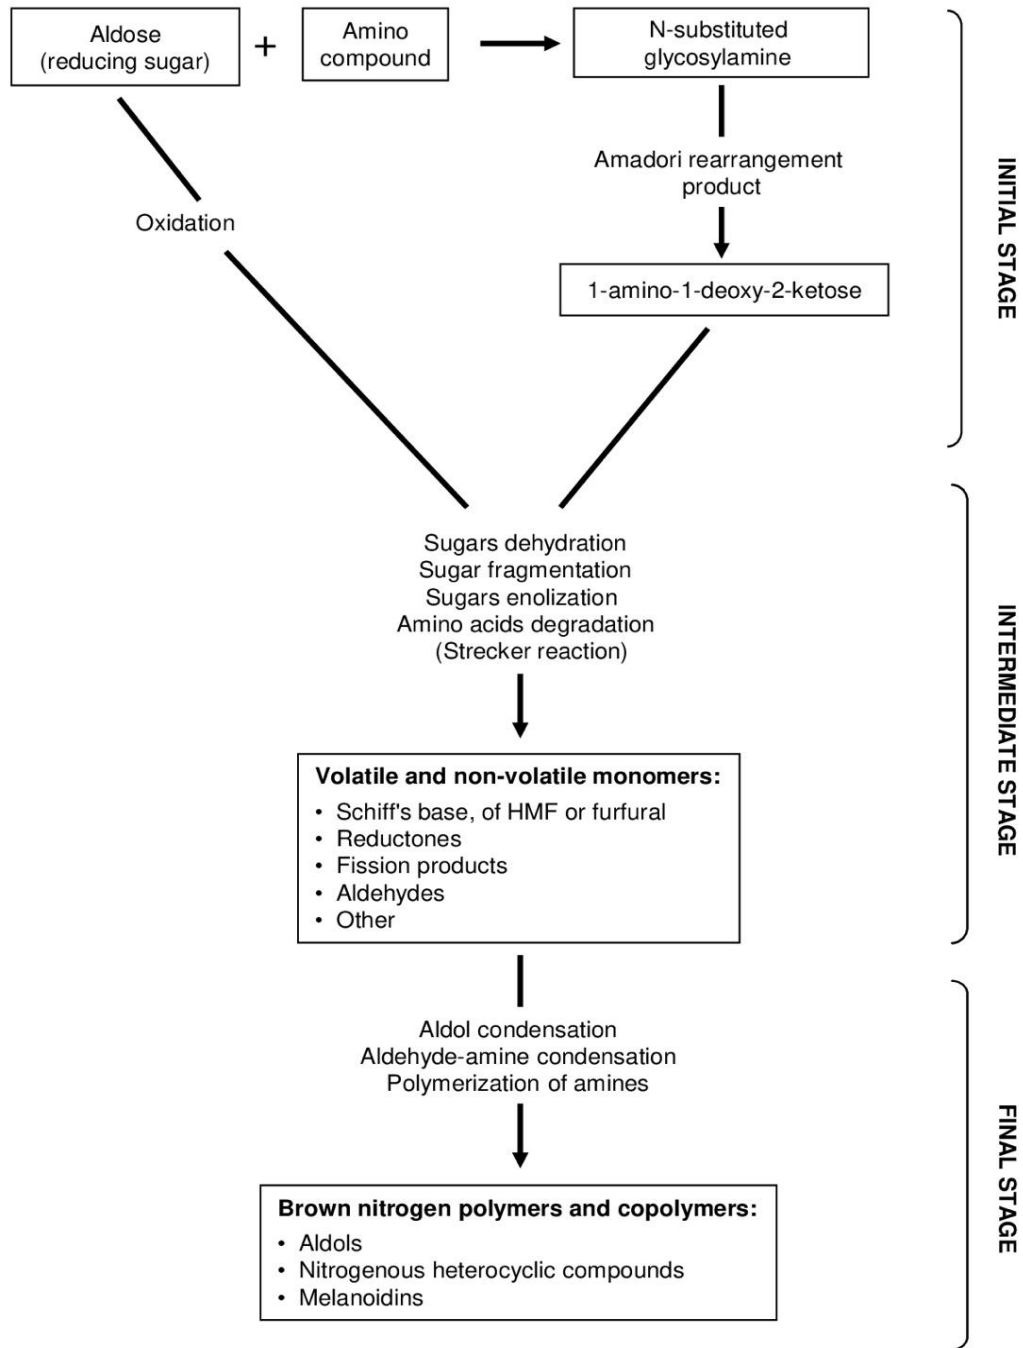 Aldose
(reducing sugar)
+
Amino
compound
N-substituted
glycosylamine
Amadori rearrangement
product
Oxidation
1-amino-1-deoxy-2-ketose
INITIAL STAGE
Sugars dehydration
Sugar fragmentation
Sugars enolization
Amino acids degradation
(Strecker reaction)
Volatile and non-volatile monomers:
• Schiff's base, of HMF or furfural
• Reductones
• Fission products
• Aldehydes
• Other
INTERMEDIATE STAGE
Aldol condensation
Aldehyde-amine condensation
Polymerization of amines
Brown nitrogen polymers and copolymers:
• Aldols
• Nitrogenous heterocyclic compounds
• Melanoidins
FINAL STAGE